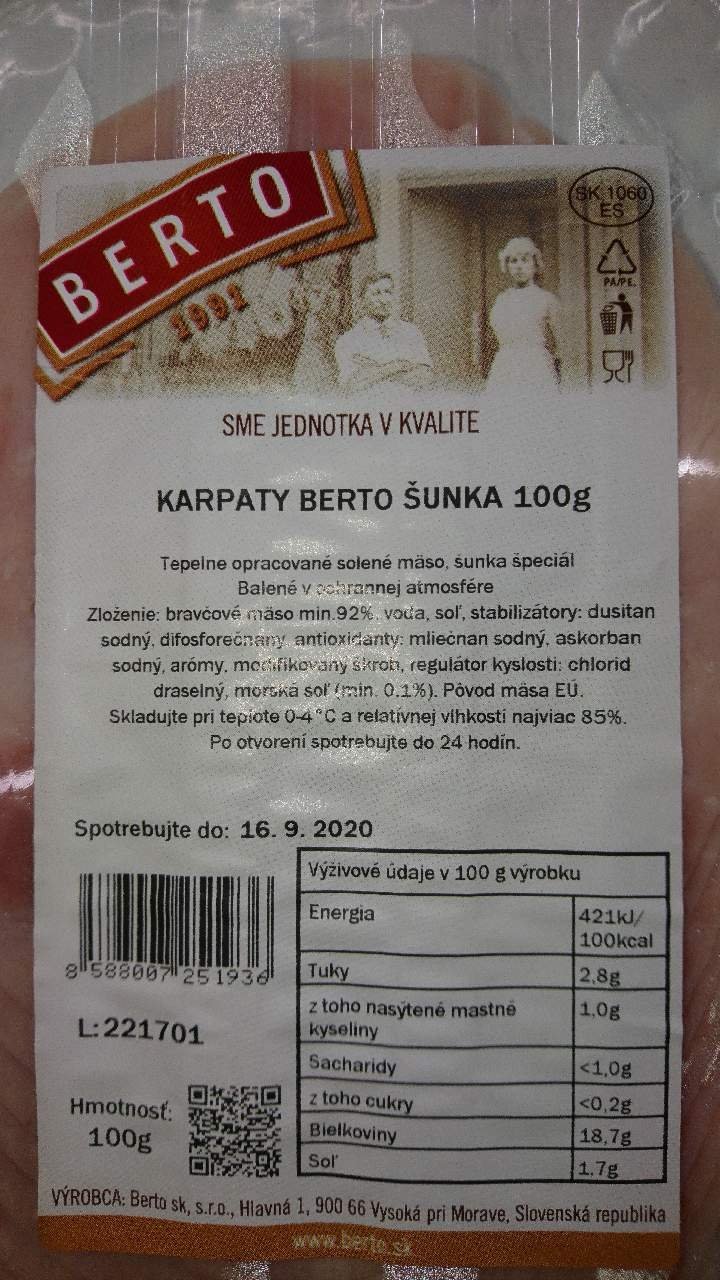 BERTO
1991
SK 1060
ES
PA/PE.
SME JEDNOTKA V KVALITE
KARPATY BERTO ŠUNKA 100g
Tepelne opracované solené mäso, šunka špeciál
Balené v ochrannej atmosfére
Zloženie: bravčové mäso min.92%, voda, soľ, stabilizátory: dusitan
sodný, difosforečnany, antioxidanty: mliečnan sodný, askorban
sodný, arómy, modifikovaný škrob, regulátor kyslosti: chlorid
draselný, morská soľ (min. 0.1%). Pôvod mäsa EÚ.
Skladujte pri teplote 0-4°C a relatívnej vlhkosti najviac 85%.
Po otvorení spotrebujte do 24 hodín.
Spotrebujte do: 16. 9. 2020
8 588007 251936
L:221701
Hmotnosť:
100g
Výživové údaje v 100 g výrobku
Energia 421kJ/
100kcal
Tuky 2,8g
z toho nasýtené mastné 1,0g
kyseliny
Sacharidy <1,0g
z toho cukry <0,2g
Bielkoviny 18,7g
Soľ 1,7g
VÝROBCA: Berto sk, s.r.o., Hlavná 1, 900 66 Vysoká pri Morave, Slovenská republika
www.berto.sk